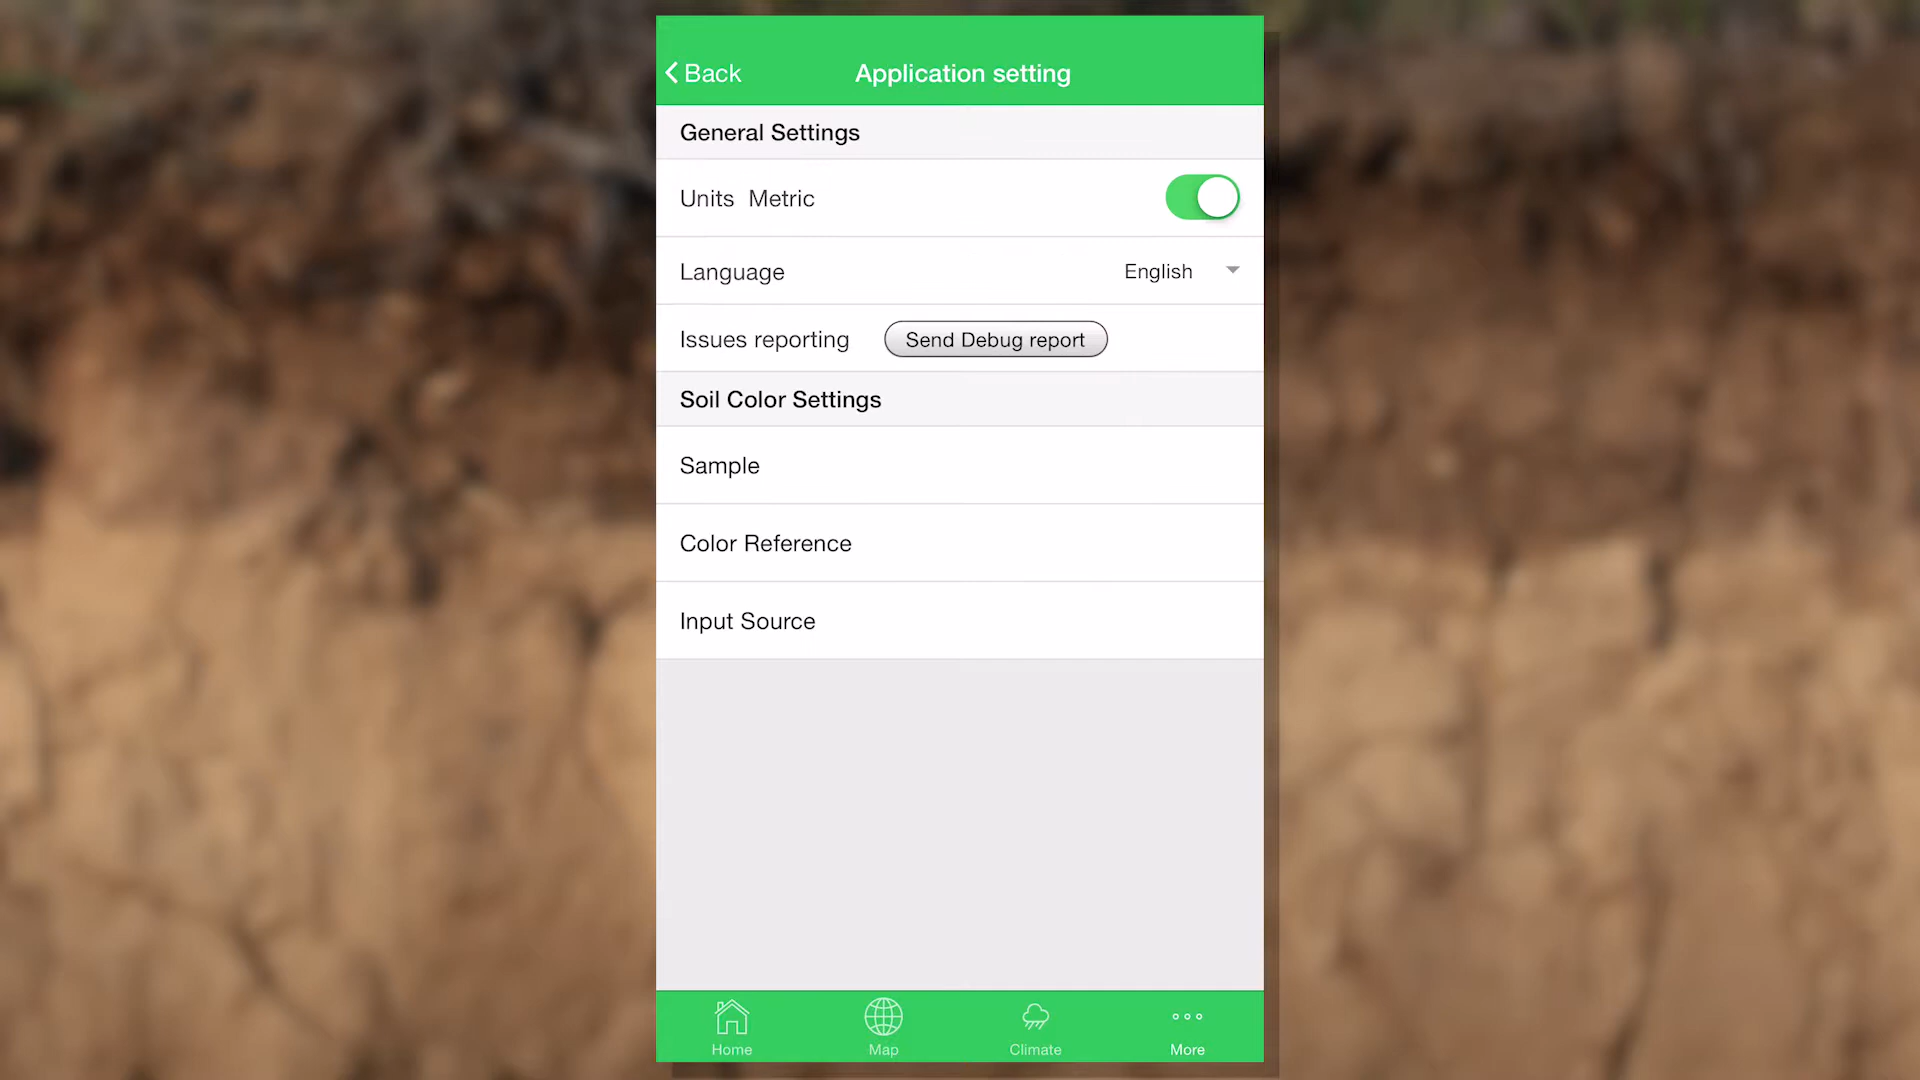 Back
Application setting
General Settings
Units Metric
Language English
Issues reporting Send Debug report
Soil Color Settings
Sample
Color Reference
Input Source
Home Map Climate More